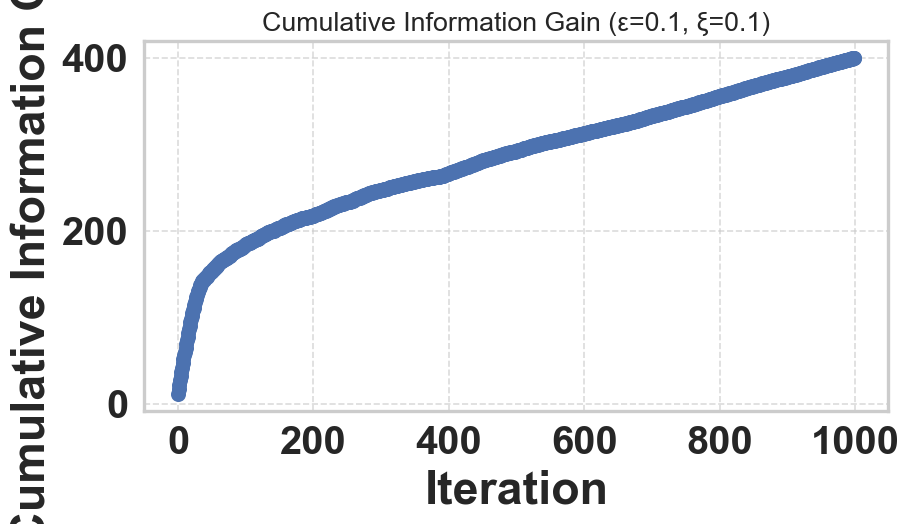 Cumulative Information Gain (ε=0.1, ξ=0.1)
Cumulative Information
400
200
0
0 200 400 600 800 1000
Iteration